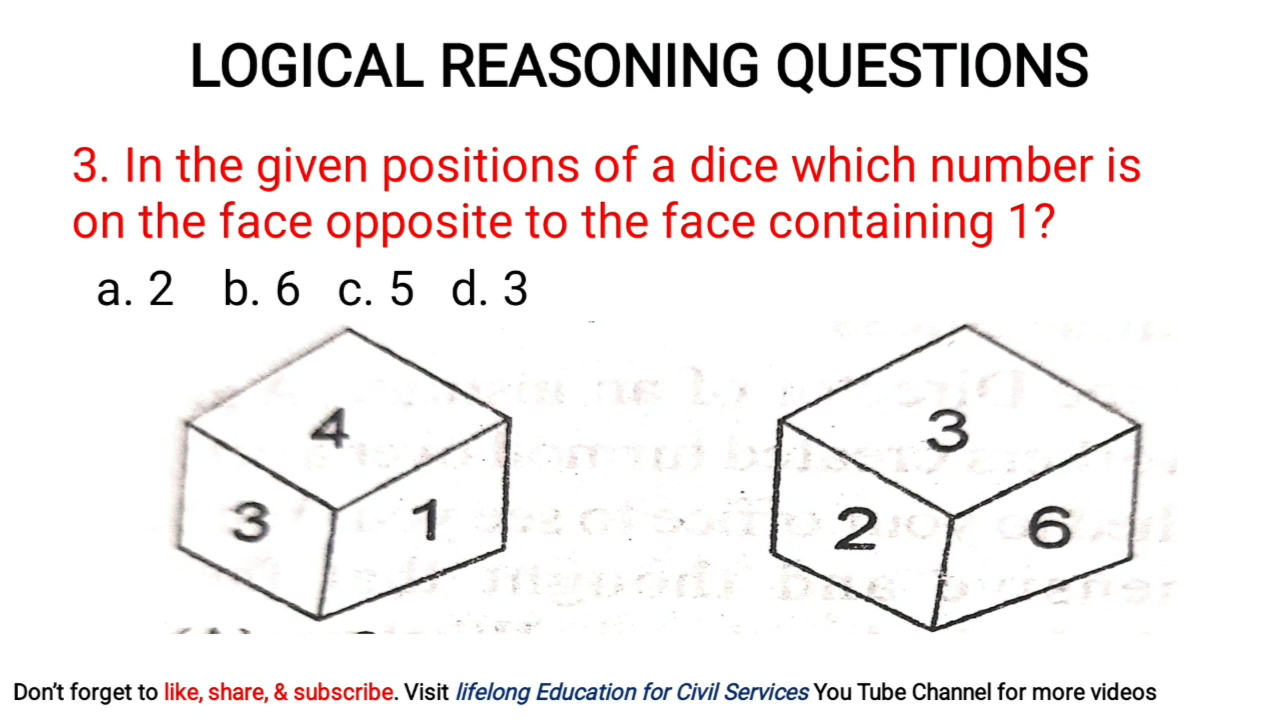 LOGICAL REASONING QUESTIONS
3. In the given positions of a dice which number is
on the face opposite to the face containing 1?
a. 2 b. 6 c. 5 d. 3
4
3 1
3
2 6
Don't forget to like, share, & subscribe. Visit lifelong Education for Civil Services You Tube Channel for more videos